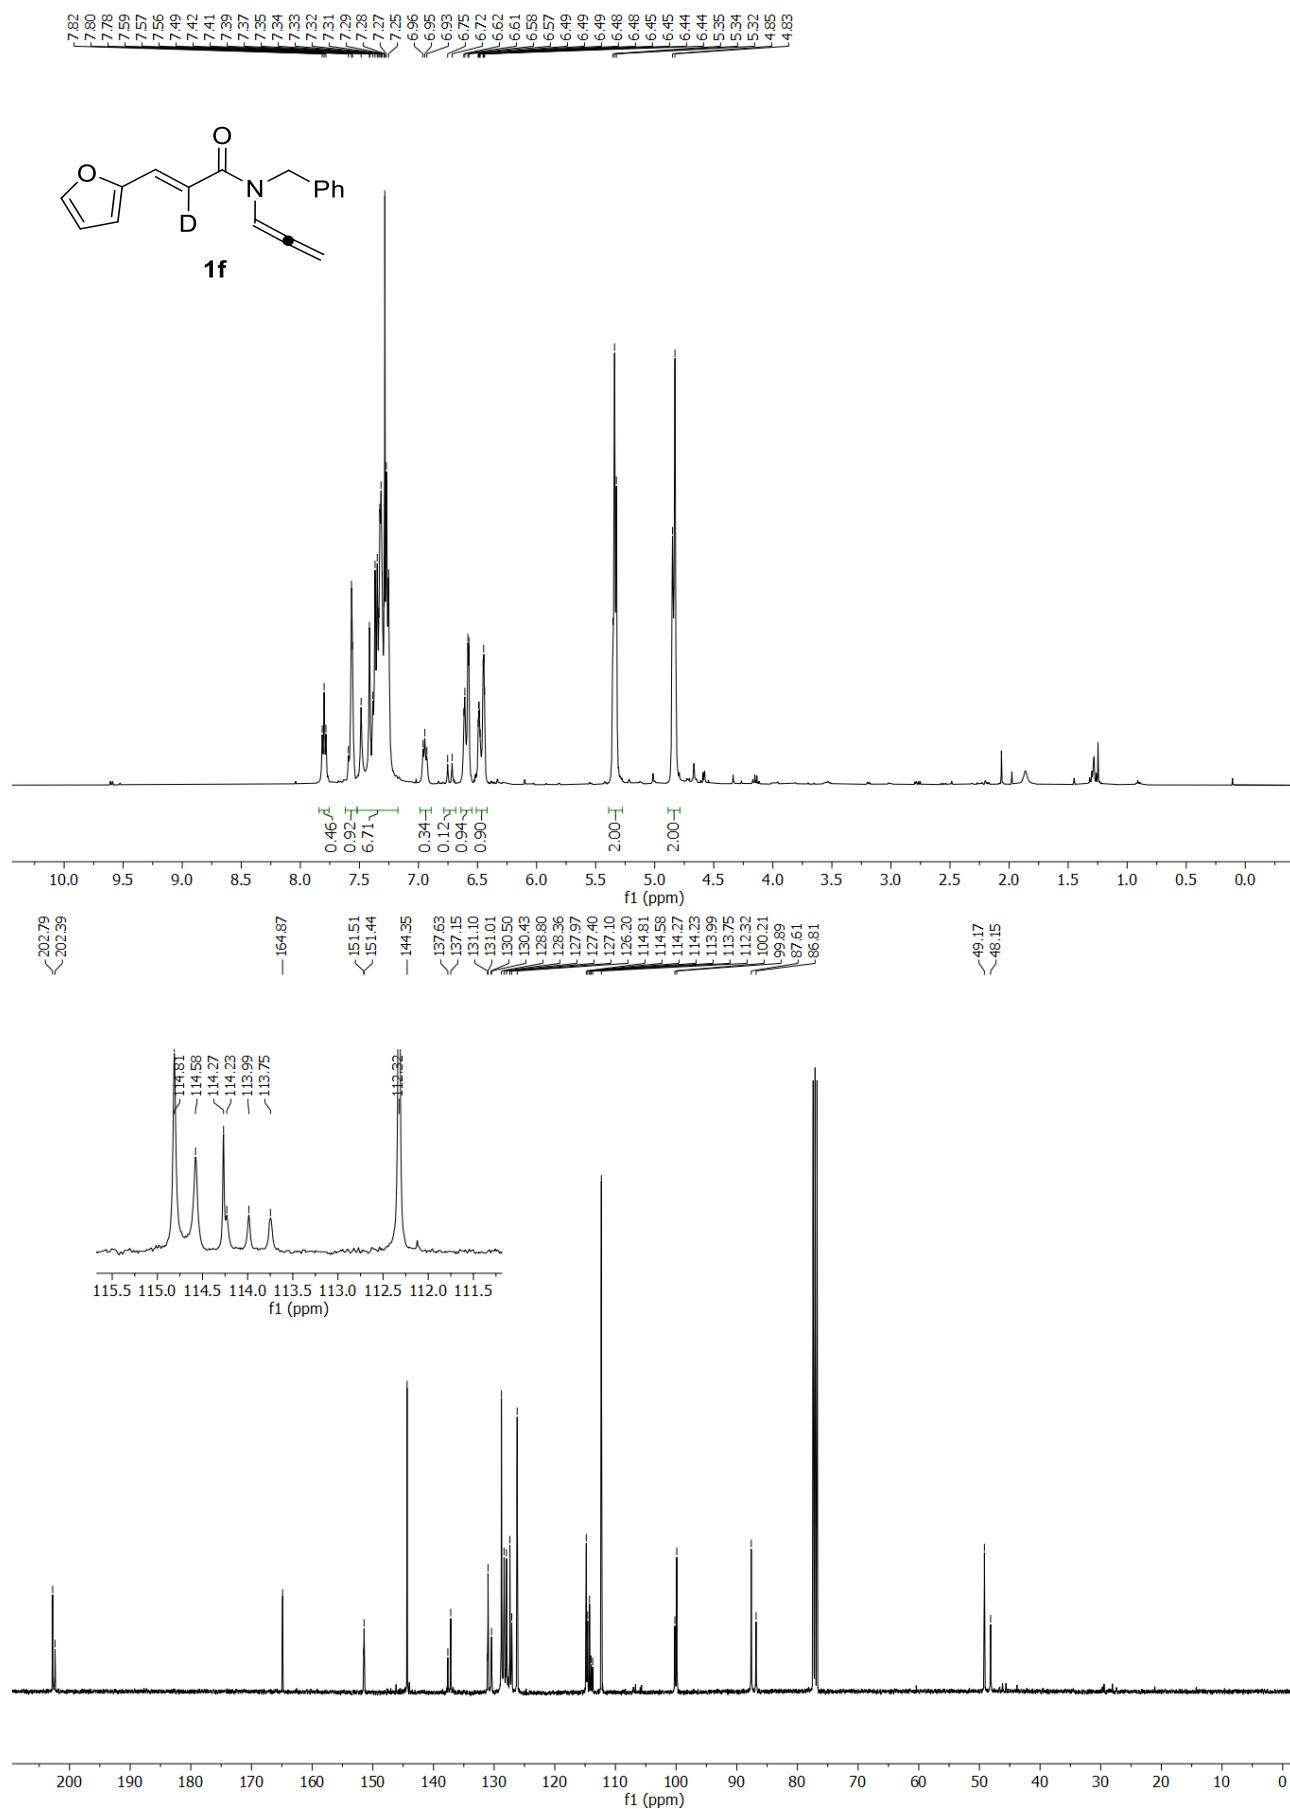 7.82 7.80 7.78 7.59 7.57 7.56 7.49 7.42 7.41 7.39 7.37 7.35 7.34 7.33 7.32 7.31 7.29 7.28 7.27 7.25 6.96 6.95 6.93 6.75 6.72 6.62 6.61 6.58 6.57 6.49 6.49 6.49 6.48 6.48 6.45 6.45 6.44 6.44 5.35 5.34 5.32 4.85 4.83
O
O
N
Ph
D
1f
0.46 0.92 6.71 0.34 0.12 0.94 0.90 2.00 2.00
10.0 9.5 9.0 8.5 8.0 7.5 7.0 6.5 6.0 5.5 5.0 4.5 4.0 3.5 3.0 2.5 2.0 1.5 1.0 0.5 0.0
f1 (ppm)
202.79 202.39 164.87 151.51 151.44 144.35 137.63 137.15 131.10 131.01 130.50 130.43 128.80 128.36 127.97 127.40 127.10 126.20 114.81 114.58 114.27 114.23 113.99 113.75 112.32 100.21 99.89 87.61 86.81 49.17 48.15
114.81 114.58 114.27 114.23 113.99 113.75 112.32
115.5 115.0 114.5 114.0 113.5 113.0 112.5 112.0 111.5
f1 (ppm)
200 190 180 170 160 150 140 130 120 110 100 90 80 70 60 50 40 30 20 10 0
f1 (ppm)